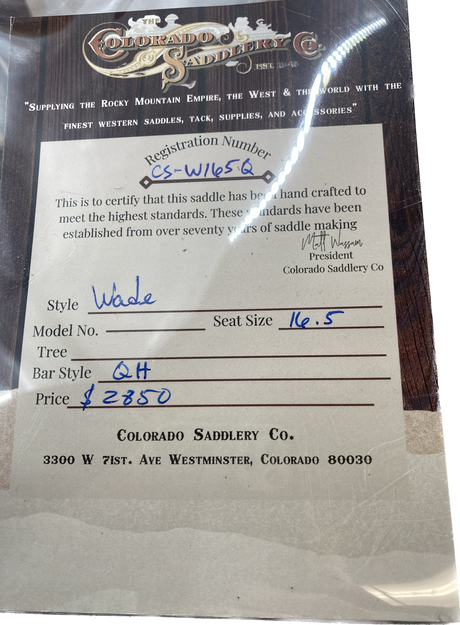 THE
COLORADO
SADDLERY CO.
"SUPPLYING THE ROCKY MOUNTAIN EMPIRE, THE WEST & THE WORLD WITH THE
FINEST WESTERN SADDLES, TACK, SUPPLIES, AND ACCESSORIES"
Registration Number
CS-W165Q
This is to certify that this saddle has been hand crafted to
meet the highest standards. These standards have been
established from over seventy years of saddle making
Matt Wassam
President
Colorado Saddlery Co
Style Wade
Model No. Seat Size 16.5
Tree
Bar Style QH
Price $ 2850
COLORADO SADDLERY CO.
3300 W 71ST. AVE WESTMINSTER, COLORADO 80030